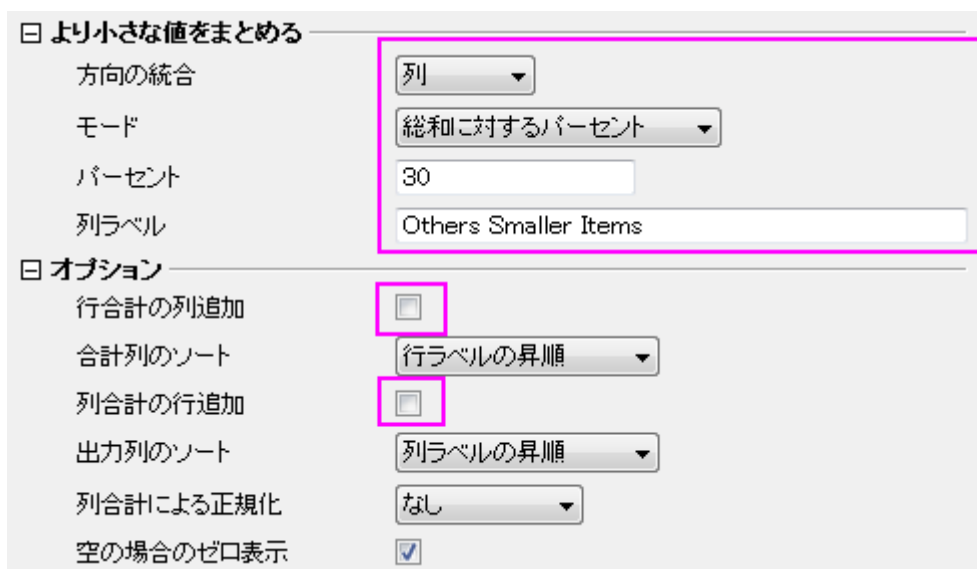 より小さな値をまとめる
方向の統合 列
モード 総和に対するパーセント
パーセント 30
列ラベル Others Smaller Items
オプション
行合計の列追加
合計列のソート 行ラベルの昇順
列合計の行追加
出力列のソート 列ラベルの昇順
列合計による正規化 なし
空の場合のゼロ表示